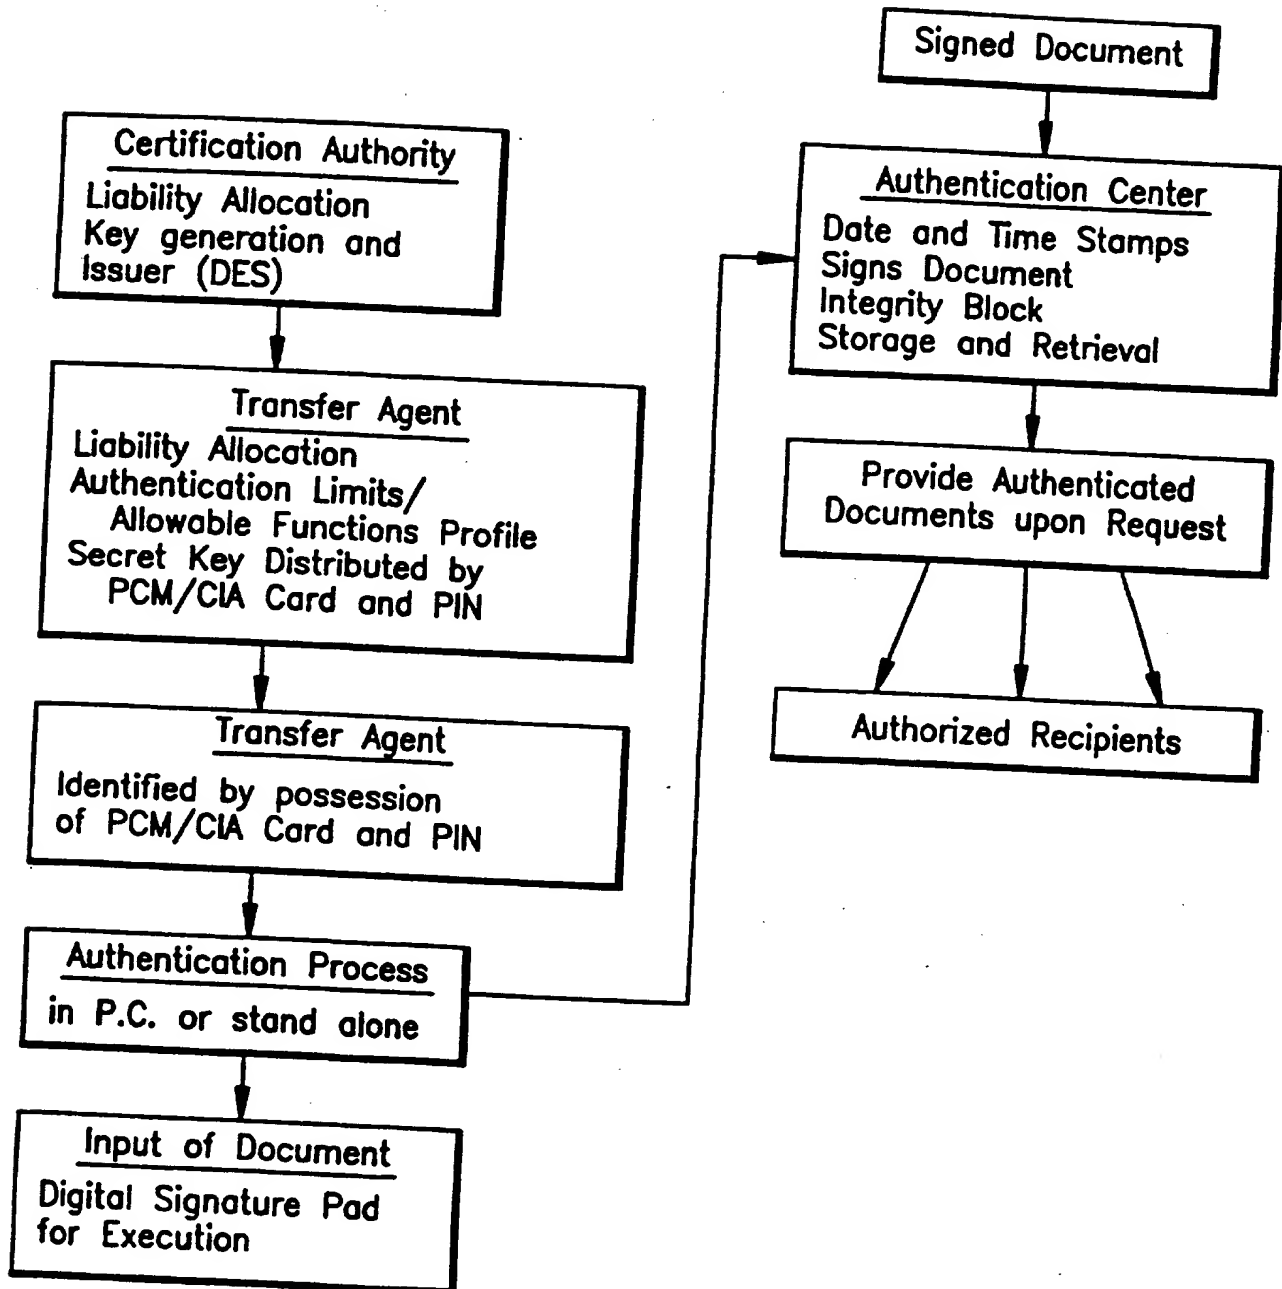 Certification Authority
Liability Allocation
Key generation and
Issuer (DES)
Transfer Agent
Liability Allocation
Authentication Limits/
Allowable Functions Profile
Secret Key Distributed by
PCM/CIA Card and PIN
Transfer Agent
Identified by possession
of PCM/CIA Card and PIN
Authentication Process
in P.C. or stand alone
Input of Document
Digital Signature Pad
for Execution
Signed Document
Authentication Center
Date and Time Stamps
Signs Document
Integrity Block
Storage and Retrieval
Provide Authenticated
Documents upon Request
Authorized Recipients